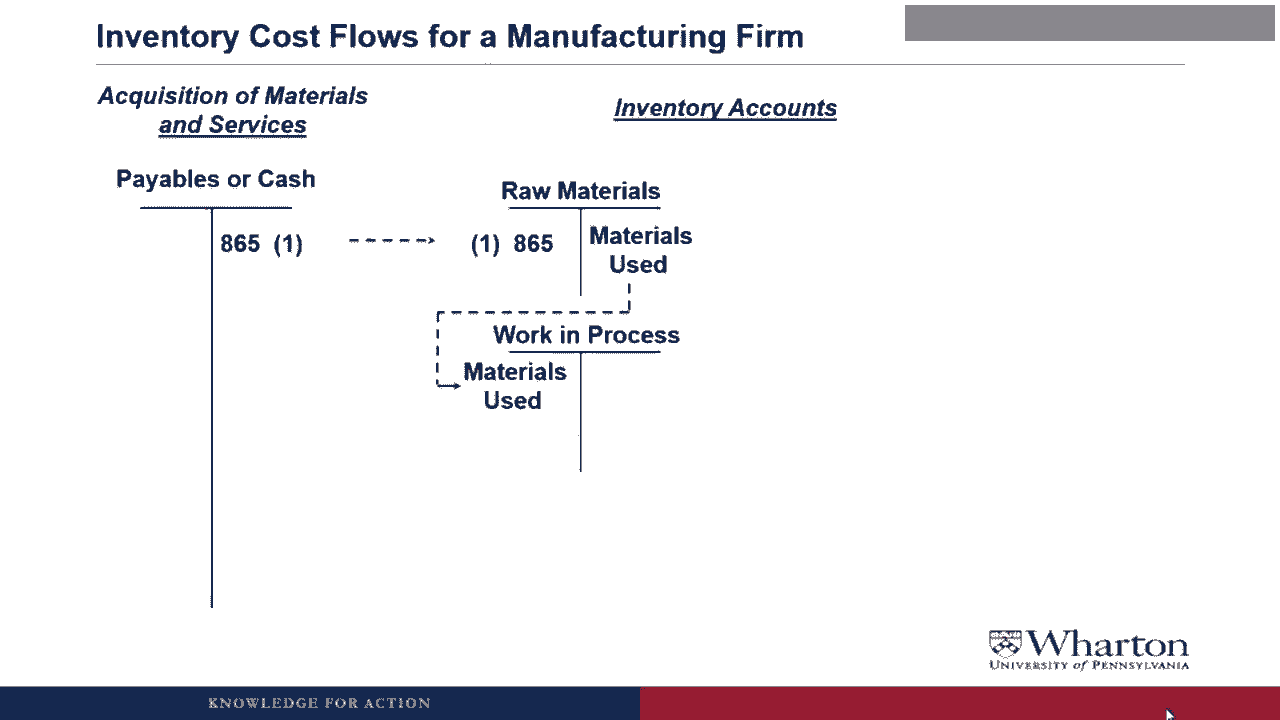 Inventory Cost Flows for a Manufacturing Firm
Acquisition of Materials
and Services
Inventory Accounts
Payables or Cash
Raw Materials
865 (1)
(1) 865
Materials
Used
Work in Process
Materials
Used
Wharton
UNIVERSITY of PENNSYLVANIA
KNOWLEDGE FOR ACTION